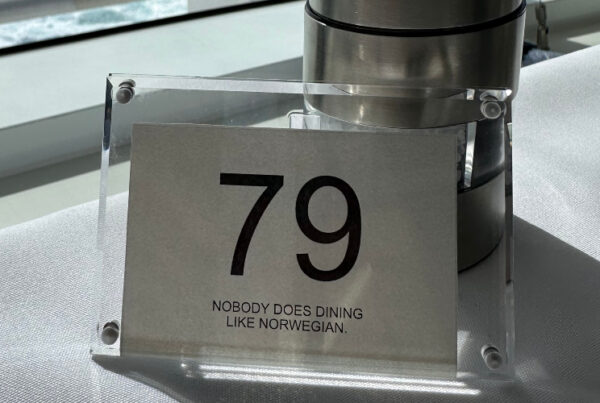 79
NOBODY DOES DINING
LIKE NORWEGIAN.